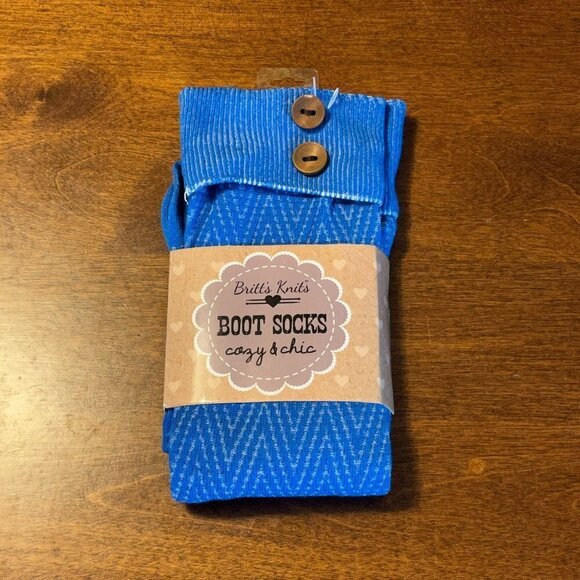 Britt's Knits
BOOT SOCKS
cozy & chic